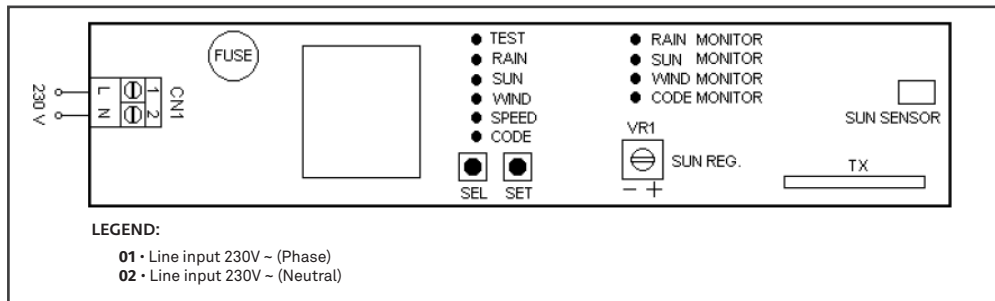 FUSE
230 V
L
N
1
2
CN1
TEST
RAIN
SUN
WIND
SPEED
CODE
SEL SET
RAIN MONITOR
SUN MONITOR
WIND MONITOR
CODE MONITOR
VR1
SUN REG.
- +
SUN SENSOR
TX
LEGEND:
01 • Line input 230V ~ (Phase)
02 • Line input 230V ~ (Neutral)